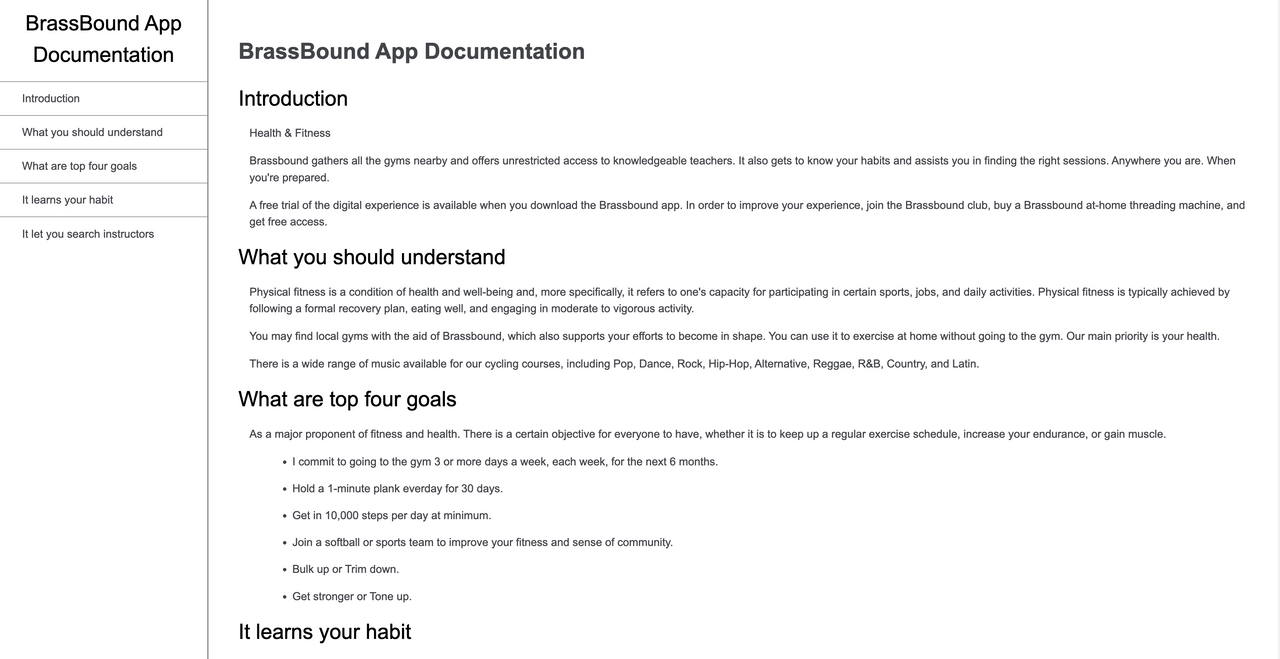 BrassBound App
Documentation
Introduction
What you should understand
What are top four goals
It learns your habit
It let you search instructors
BrassBound App Documentation
Introduction
Health & Fitness
Brassbound gathers all the gyms nearby and offers unrestricted access to knowledgeable teachers. It also gets to know your habits and assists you in finding the right sessions. Anywhere you are. When
you're prepared.
A free trial of the digital experience is available when you download the Brassbound app. In order to improve your experience, join the Brassbound club, buy a Brassbound at-home threading machine, and
get free access.
What you should understand
Physical fitness is a condition of health and well-being and, more specifically, it refers to one's capacity for participating in certain sports, jobs, and daily activities. Physical fitness is typically achieved by
following a formal recovery plan, eating well, and engaging in moderate to vigorous activity.
You may find local gyms with the aid of Brassbound, which also supports your efforts to become in shape. You can use it to exercise at home without going to the gym. Our main priority is your health.
There is a wide range of music available for our cycling courses, including Pop, Dance, Rock, Hip-Hop, Alternative, Reggae, R&B, Country, and Latin.
What are top four goals
As a major proponent of fitness and health. There is a certain objective for everyone to have, whether it is to keep up a regular exercise schedule, increase your endurance, or gain muscle.
• I commit to going to the gym 3 or more days a week, each week, for the next 6 months.
• Hold a 1-minute plank everday for 30 days.
• Get in 10,000 steps per day at minimum.
• Join a softball or sports team to improve your fitness and sense of community.
• Bulk up or Trim down.
• Get stronger or Tone up.
It learns your habit